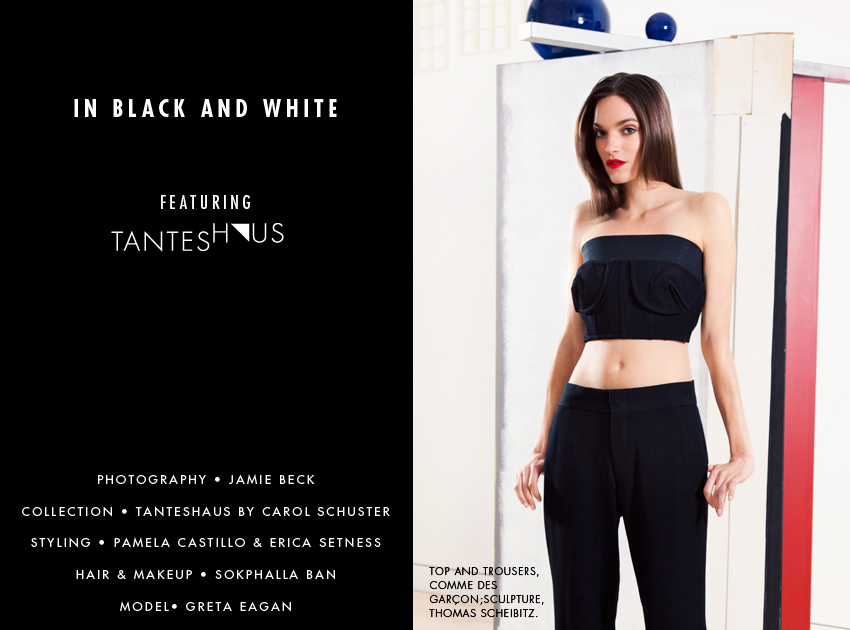 IN BLACK AND WHITE
FEATURING
TANTESHAUS
PHOTOGRAPHY • JAMIE BECK
COLLECTION • TANTESHAUS BY CAROL SCHUSTER
STYLING • PAMELA CASTILLO & ERICA SETNESS
HAIR & MAKEUP • SOKPHALLA BAN
MODEL• GRETA EAGAN
TOP AND TROUSERS,
COMME DES
GARÇON;SCULPTURE,
THOMAS SCHEIBITZ.